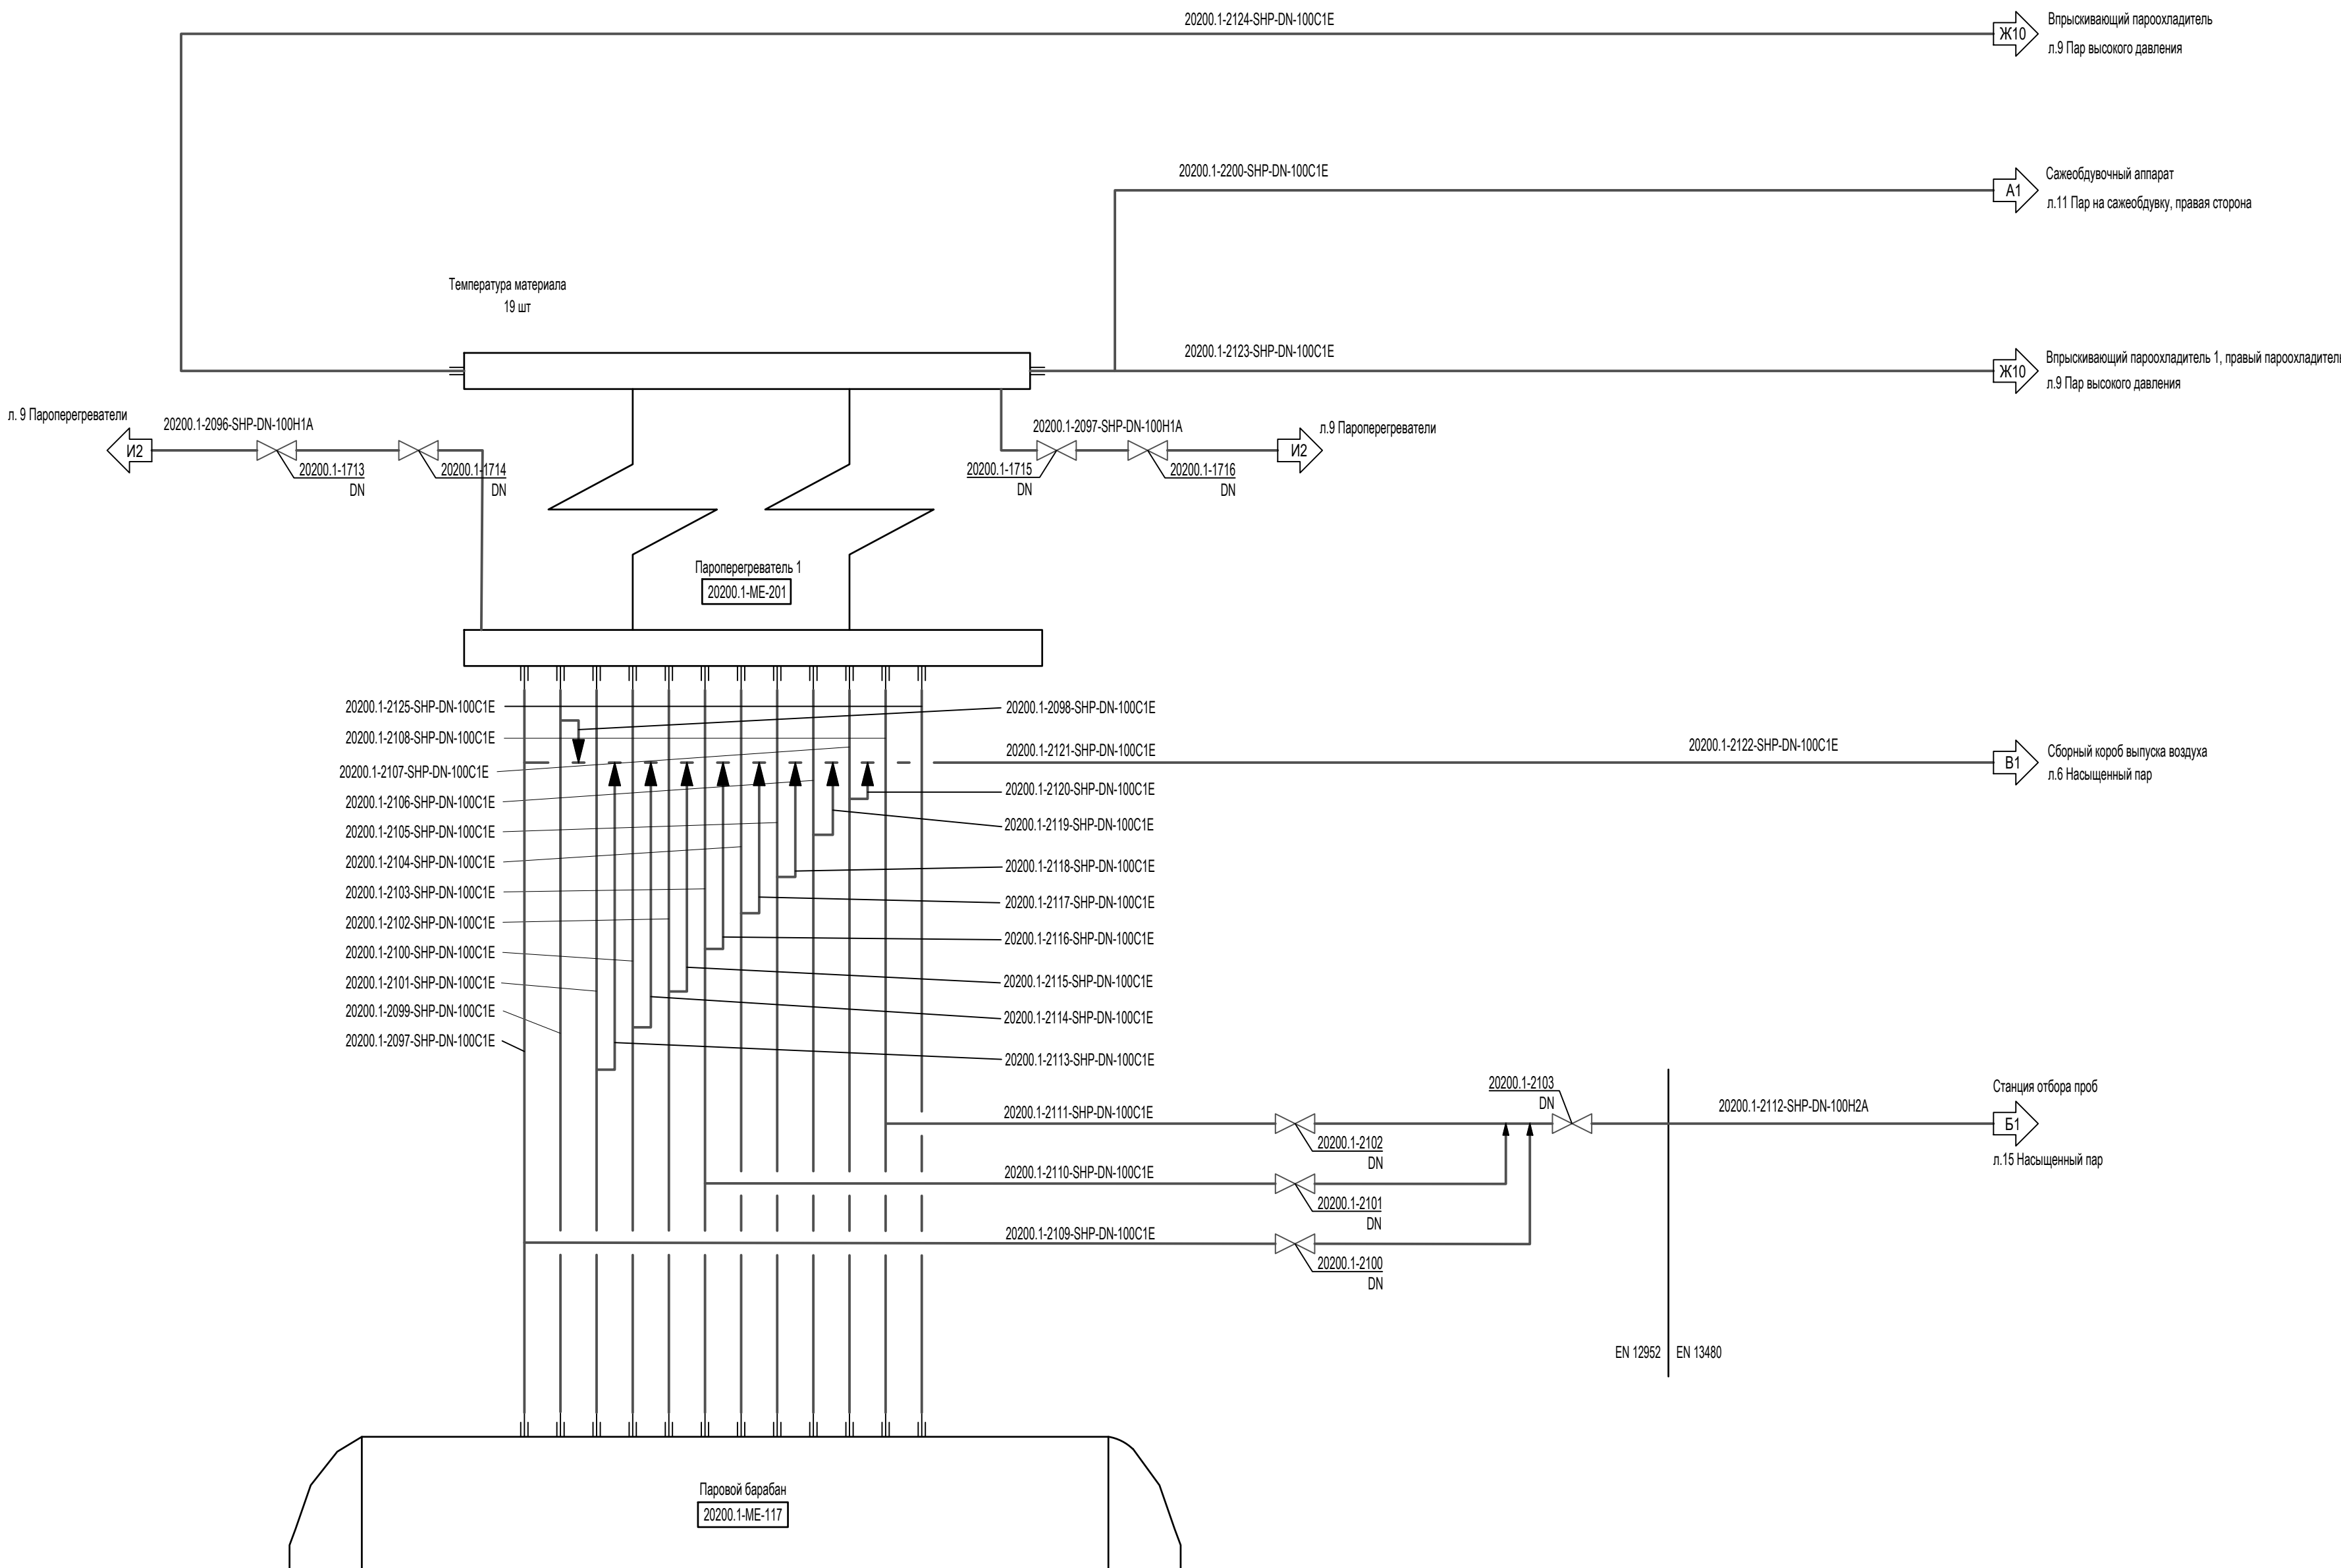 20200.1-2124-SHP-DN-100C1E
Ж10
Впрыскивающий пароохладитель
л.9 Пар высокого давления
20200.1-2200-SHP-DN-100C1E
А1
Сажеобдувочный аппарат
л.11 Пар на сажеобдувку, правая сторона
Температура материала
19 шт
20200.1-2123-SHP-DN-100C1E
Ж10
Впрыскивающий пароохладитель 1, правый пароохладитель
л.9 Пар высокого давления
л. 9 Пароперегреватели
И2
20200.1-2096-SHP-DN-100H1A
20200.1-1713
DN
20200.1-1714
DN
20200.1-2097-SHP-DN-100H1A
20200.1-1715
DN
20200.1-1716
DN
И2
л.9 Пароперегреватели
Пароперегреватель 1
20200.1-ME-201
20200.1-2125-SHP-DN-100C1E
20200.1-2108-SHP-DN-100C1E
20200.1-2107-SHP-DN-100C1E
20200.1-2106-SHP-DN-100C1E
20200.1-2105-SHP-DN-100C1E
20200.1-2104-SHP-DN-100C1E
20200.1-2103-SHP-DN-100C1E
20200.1-2102-SHP-DN-100C1E
20200.1-2100-SHP-DN-100C1E
20200.1-2101-SHP-DN-100C1E
20200.1-2099-SHP-DN-100C1E
20200.1-2097-SHP-DN-100C1E
20200.1-2098-SHP-DN-100C1E
20200.1-2121-SHP-DN-100C1E
20200.1-2122-SHP-DN-100C1E
В1
Сборный короб выпуска воздуха
л.6 Насыщенный пар
20200.1-2120-SHP-DN-100C1E
20200.1-2119-SHP-DN-100C1E
20200.1-2118-SHP-DN-100C1E
20200.1-2117-SHP-DN-100C1E
20200.1-2116-SHP-DN-100C1E
20200.1-2115-SHP-DN-100C1E
20200.1-2114-SHP-DN-100C1E
20200.1-2113-SHP-DN-100C1E
20200.1-2111-SHP-DN-100C1E
20200.1-2102
DN
20200.1-2103
DN
20200.1-2112-SHP-DN-100H2A
Станция отбора проб
Б1
л.15 Насыщенный пар
20200.1-2110-SHP-DN-100C1E
20200.1-2101
DN
20200.1-2109-SHP-DN-100C1E
20200.1-2100
DN
EN 12952
EN 13480
Паровой барабан
20200.1-ME-117